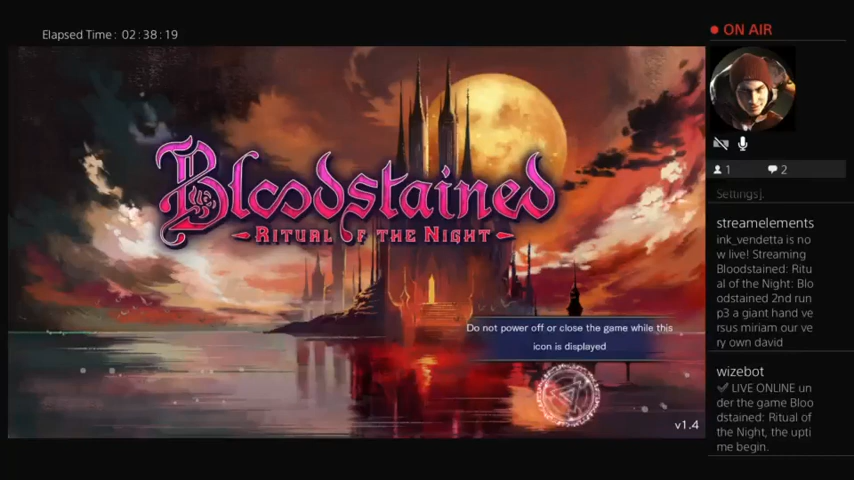 Elapsed Time: 02:38:19
ON AIR
1
2
Settings].
streamelements
ink_vendetta is no
w live! Streaming
Bloodstained: Ritu
al of the Night: Blo
odstained 2nd run
p3 a giant hand ve
rsus miriam our ve
ry own david
wizebot
✔ LIVE ONLINE un
der the game Bloo
dstained: Ritual of
the Night, the upti
me begin.
Bloodstained
RITUAL OF THE NIGHT
Do not power off or close the game while this
icon is displayed
v1.4